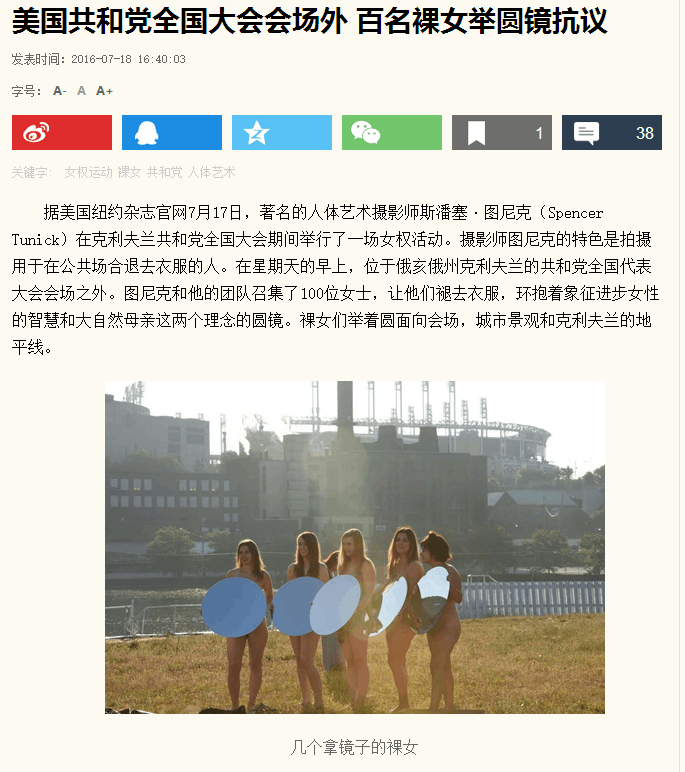 美国共和党全国大会会场外 百名裸女举圆镜抗议
发表时间：2016-07-18 16:40:03
字号： A- A A+
1 38
关键字： 女权运动 裸女 共和党 人体艺术
据美国纽约杂志官网7月17日，著名的人体艺术摄影师斯潘塞·图尼克（Spencer
Tunick）在克利夫兰共和党全国大会期间举行了一场女权活动。摄影师图尼克的特色是拍摄
用于在公共场合退去衣服的人。在星期天的早上，位于俄亥俄州克利夫兰的共和党全国代表
大会会场之外。图尼克和他的团队召集了100位女士，让他们褪去衣服，环抱着象征进步女性
的智慧和大自然母亲这两个理念的圆镜。裸女们举着圆面向会场，城市景观和克利夫兰的地
平线。
几个拿镜子的裸女